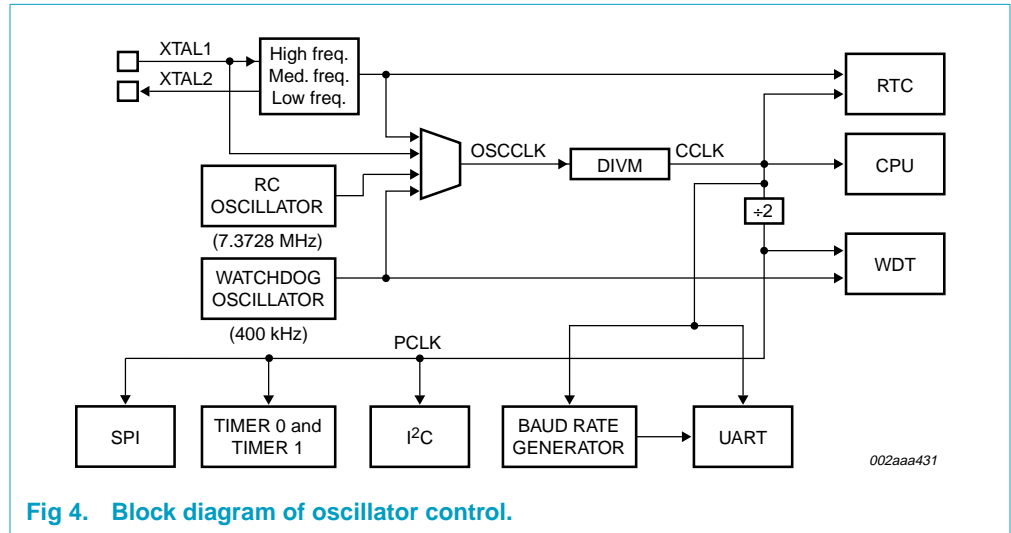 XTAL1
XTAL2
High freq.
Med. freq.
Low freq.
RTC
OSCCLK
DIVM
CCLK
CPU
RC
OSCILLATOR
(7.3728 MHz)
÷2
WATCHDOG
OSCILLATOR
(400 kHz)
WDT
PCLK
SPI
TIMER 0 and
TIMER 1
I2C
BAUD RATE
GENERATOR
UART
002aaa431
Fig 4. Block diagram of oscillator control.